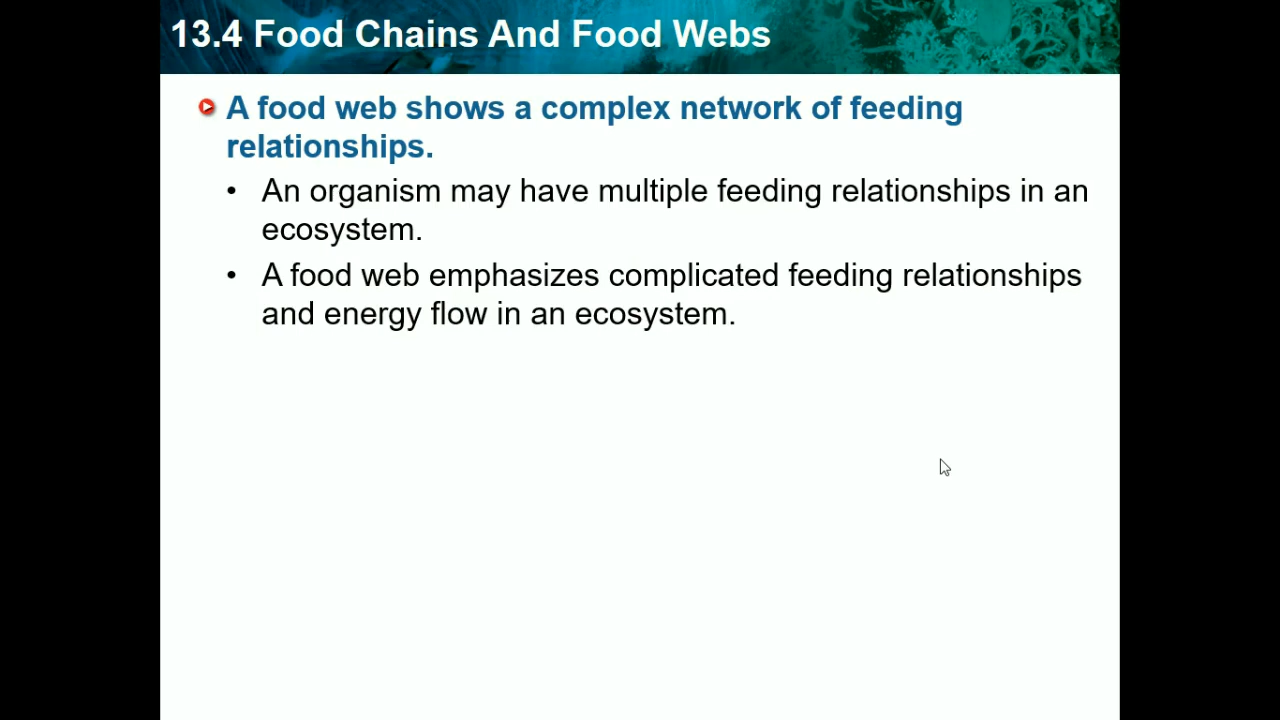 13.4 Food Chains And Food Webs
A food web shows a complex network of feeding
relationships.
• An organism may have multiple feeding relationships in an
ecosystem.
• A food web emphasizes complicated feeding relationships
and energy flow in an ecosystem.